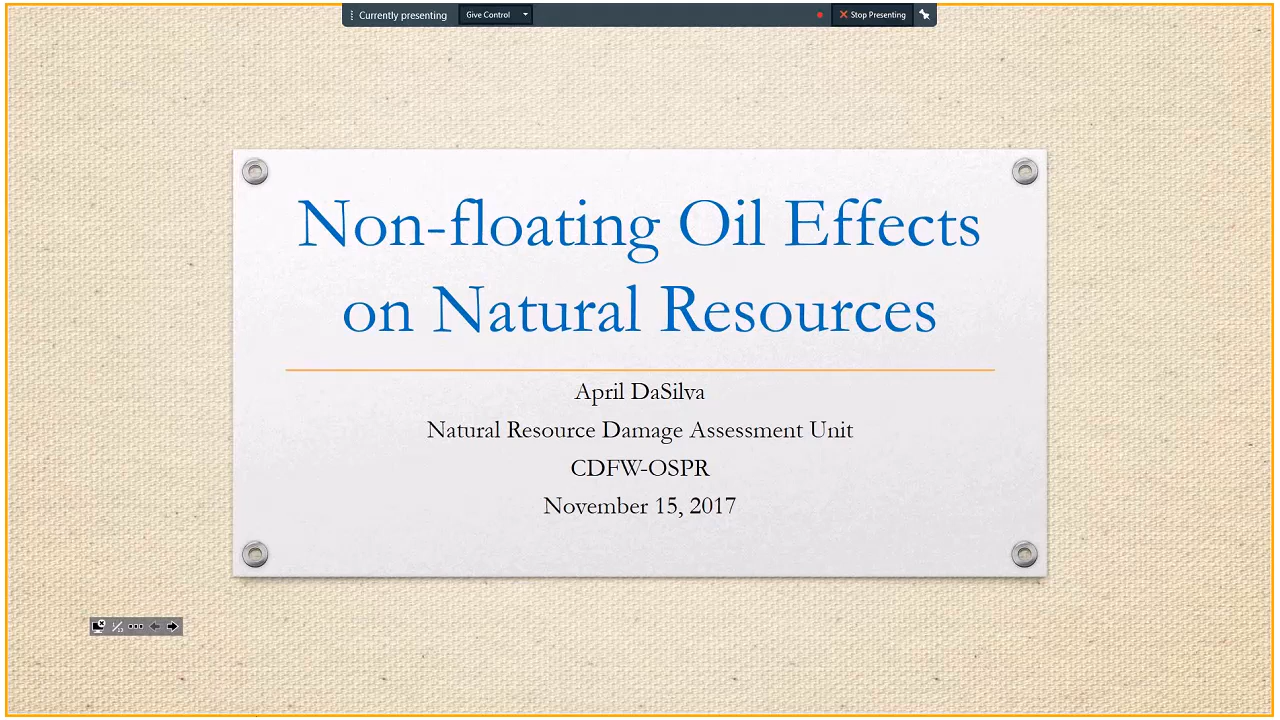 Currently presenting Give Control Stop Presenting
Non-floating Oil Effects
on Natural Resources
April DaSilva
Natural Resource Damage Assessment Unit
CDFW-OSPR
November 15, 2017